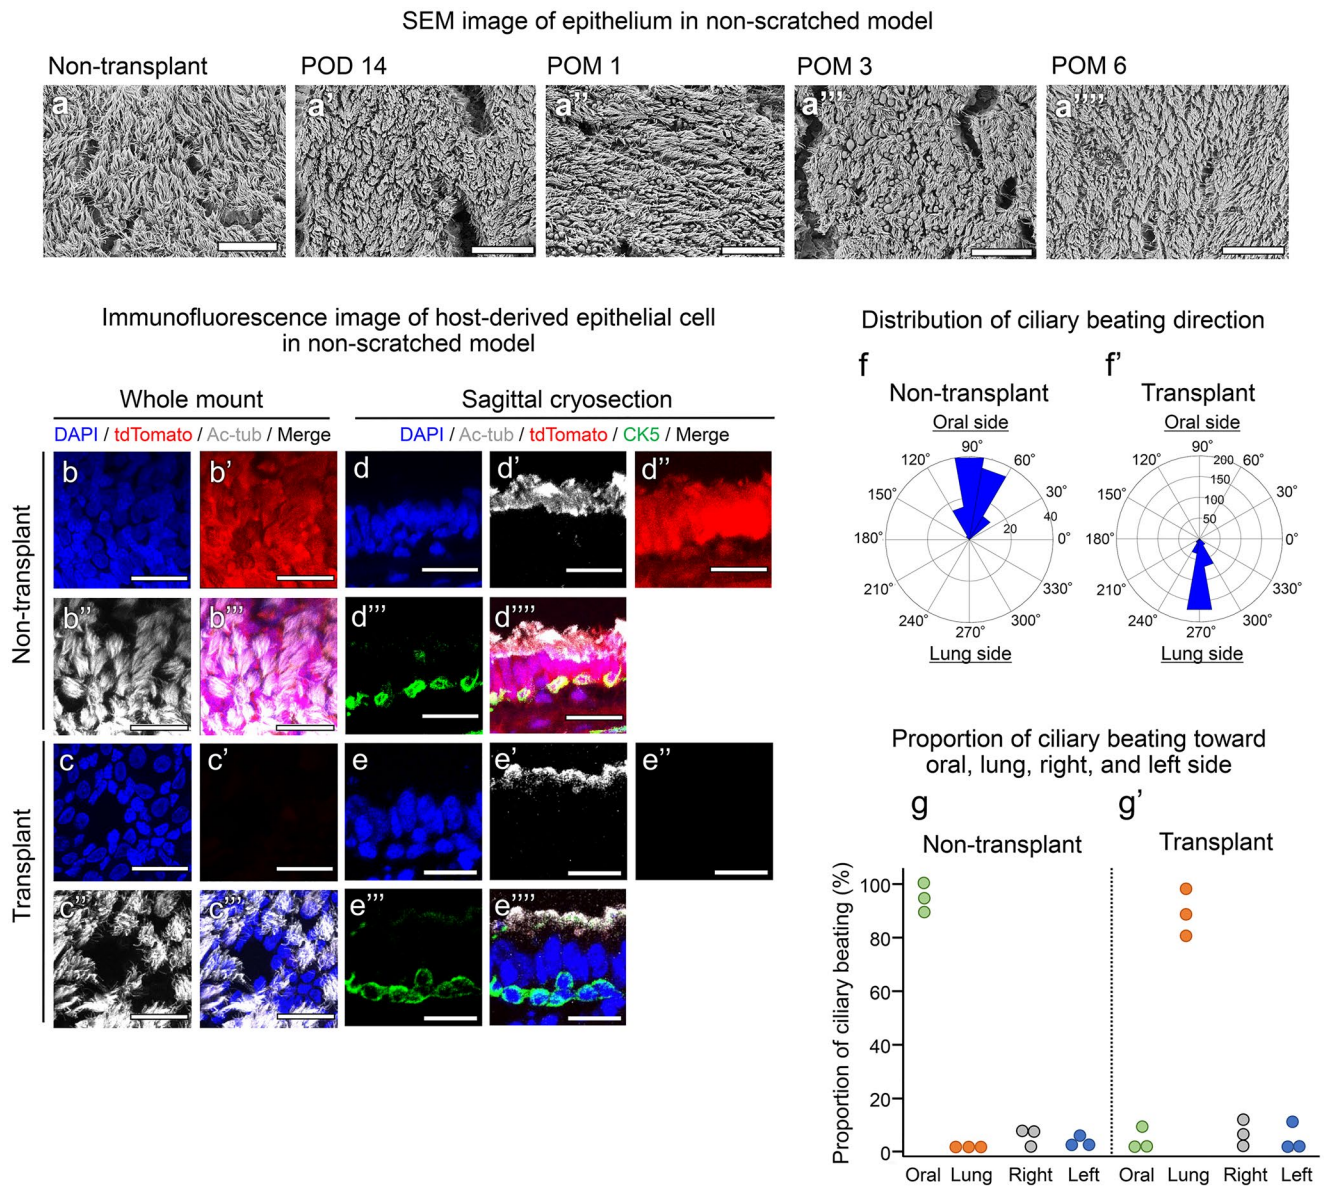 SEM image of epithelium in non-scratched model
Non-transplant POD 14 POM 1 POM 3 POM 6
a a’ a’’ a’’’ a’’’’
Immunofluorescence image of host-derived epithelial cell
in non-scratched model
Whole mount Sagittal cryosection
DAPI / tdTomato / Ac-tub / Merge DAPI / Ac-tub / tdTomato / CK5 / Merge
Non-transplant
b b’ d d’ d’’
b’’ b’’’ d’’’ d’’’’
Transplant
c c’ e e’ e’’
c’’ c’’’ e’’’ e’’’’
Distribution of ciliary beating direction
f f’
Non-transplant Transplant
Oral side Oral side
90° 60° 30° 0° 330° 300° 270° 240° 210° 180° 150° 120°
20 40
Lung side
90° 60° 30° 0° 330° 300° 270° 240° 210° 180° 150° 120°
50 100 150 200
Lung side
Proportion of ciliary beating toward
oral, lung, right, and left side
g g’
Non-transplant Transplant
Proportion of ciliary beating (%)
100
80
60
40
20
0
Oral Lung Right Left Oral Lung Right Left